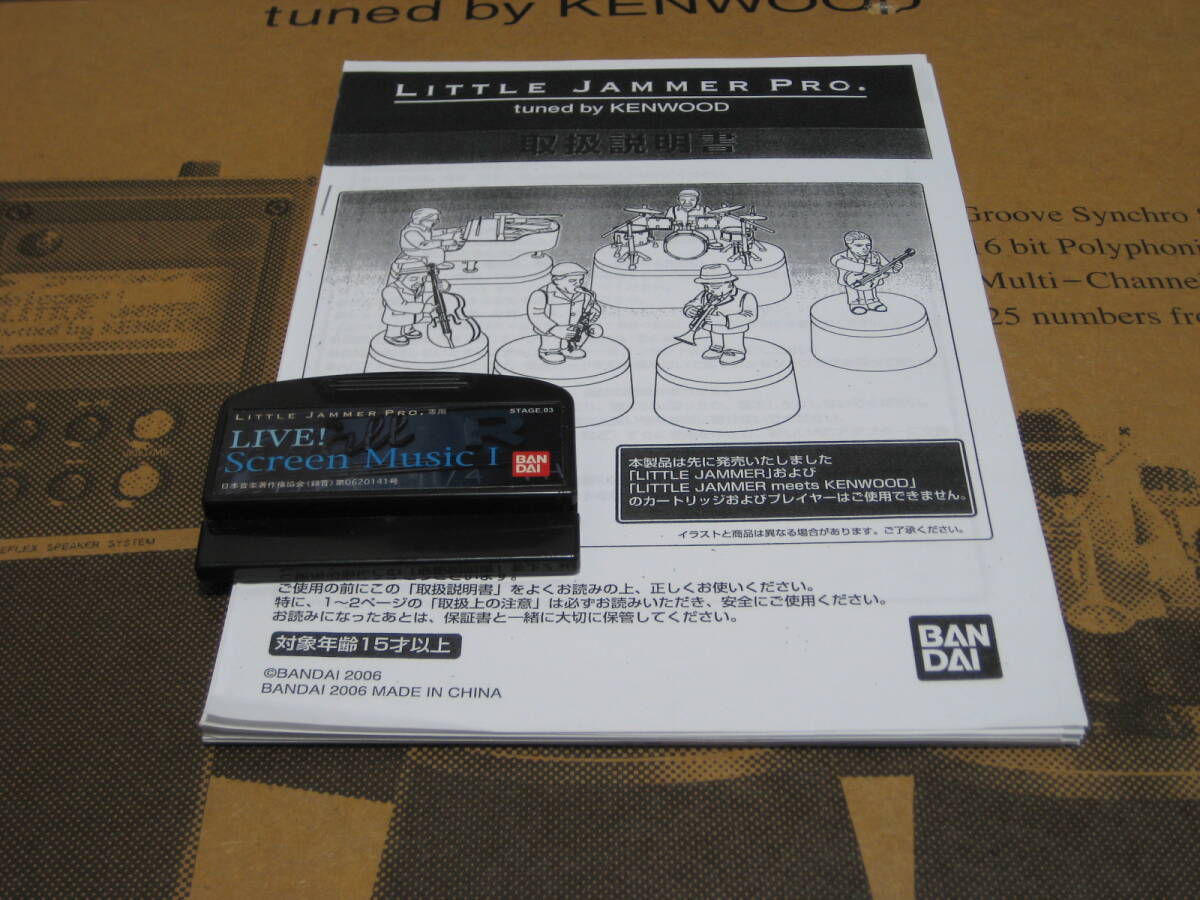 tuned by KENWOOD
LITTLE JAMMER PRO.
tuned by KENWOOD
取扱説明書
Groove Synchro
16 bit Polyphoni
Multi-Channe
25 numbers fr
LITTLE JAMMER PRO. 専用
STAGE.03
LIVE!
Screen Music I
BAN
DAI
日本音楽著作権協会(録音)第0620141号
本製品は先に発売いたしました
「LITTLE JAMMER」および
「LITTLE JAMMER meets KENWOOD」
のカートリッジおよびプレイヤーはご使用できません。
イラストと商品は異なる場合があります。ご了承ください。
EFLEX SPEAKER SYSTEM
ご使用の前にこの「取扱説明書」をよくお読みの上、正しくお使いください。
特に、1~2ページの「取扱上の注意」は必ずお読みいただき、安全にご使用ください。
お読みになったあとは、保証書と一緒に大切に保管してください。
対象年齢15才以上
BAN
DAI
©BANDAI 2006
BANDAI 2006 MADE IN CHINA